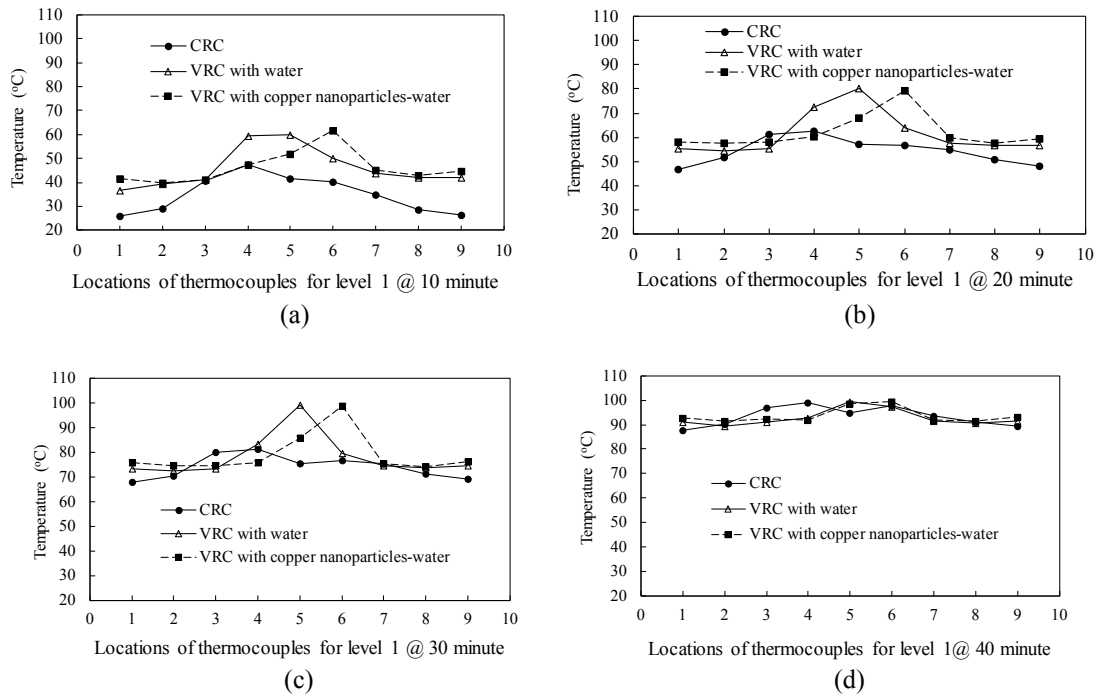 110
100
90
80
70
60
50
40
30
20
Temperature (°C)
CRC
VRC with water
VRC with copper nanoparticles-water
0 1 2 3 4 5 6 7 8 9 10
Locations of thermocouples for level 1 @ 10 minute
(a)
110
100
90
80
70
60
50
40
30
20
Temperature (°C)
CRC
VRC with water
VRC with copper nanoparticles-water
0 1 2 3 4 5 6 7 8 9 10
Locations of thermocouples for level 1 @ 20 minute
(b)
110
100
90
80
70
60
50
40
30
20
Temperature (°C)
CRC
VRC with water
VRC with copper nanoparticles-water
0 1 2 3 4 5 6 7 8 9 10
Locations of thermocouples for level 1 @ 30 minute
(c)
110
100
90
80
70
60
50
40
30
20
Temperature (°C)
CRC
VRC with water
VRC with copper nanoparticles-water
0 1 2 3 4 5 6 7 8 9 10
Locations of thermocouples for level 1@ 40 minute
(d)